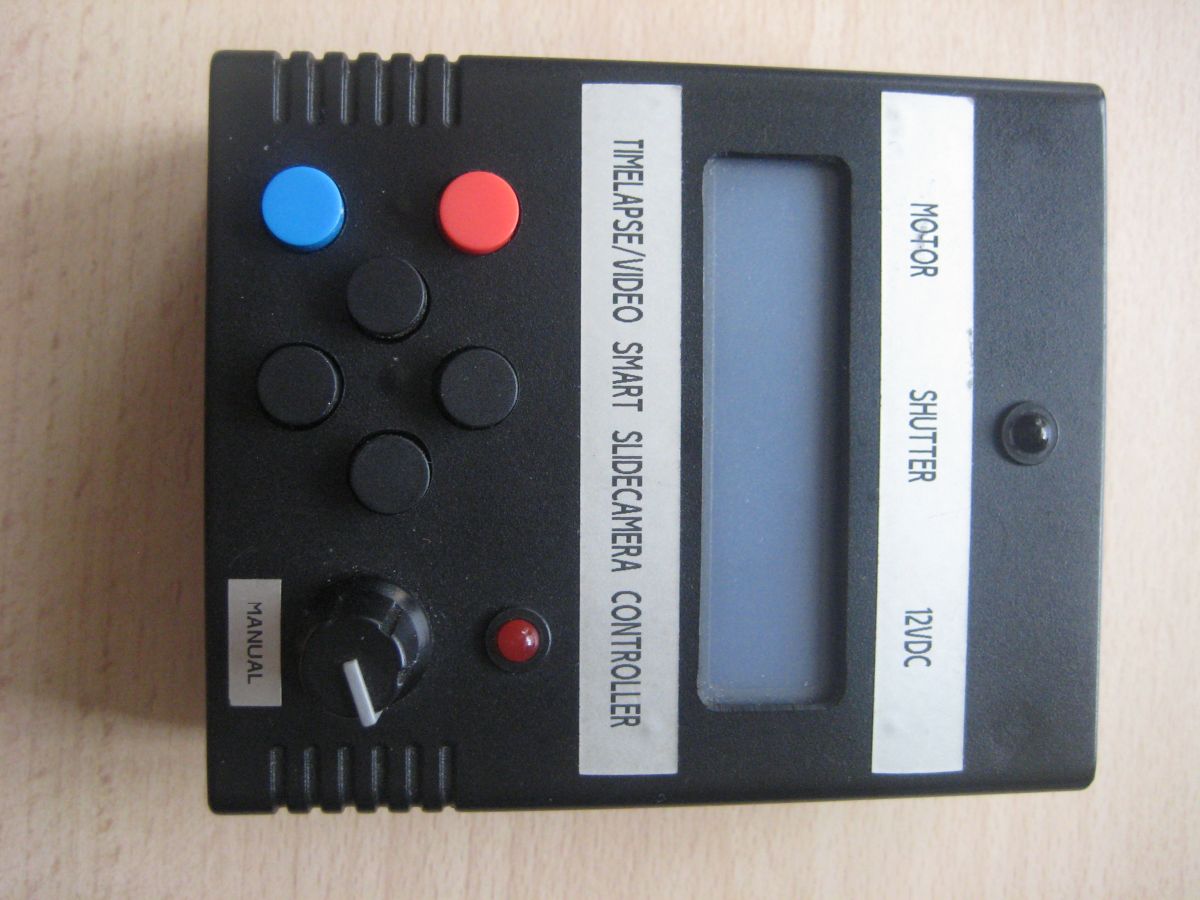 MOTOR SHUTTER 12VDC
TIMELAPSE/VIDEO SMART SLIDECAMERA CONTROLLER
MANUAL